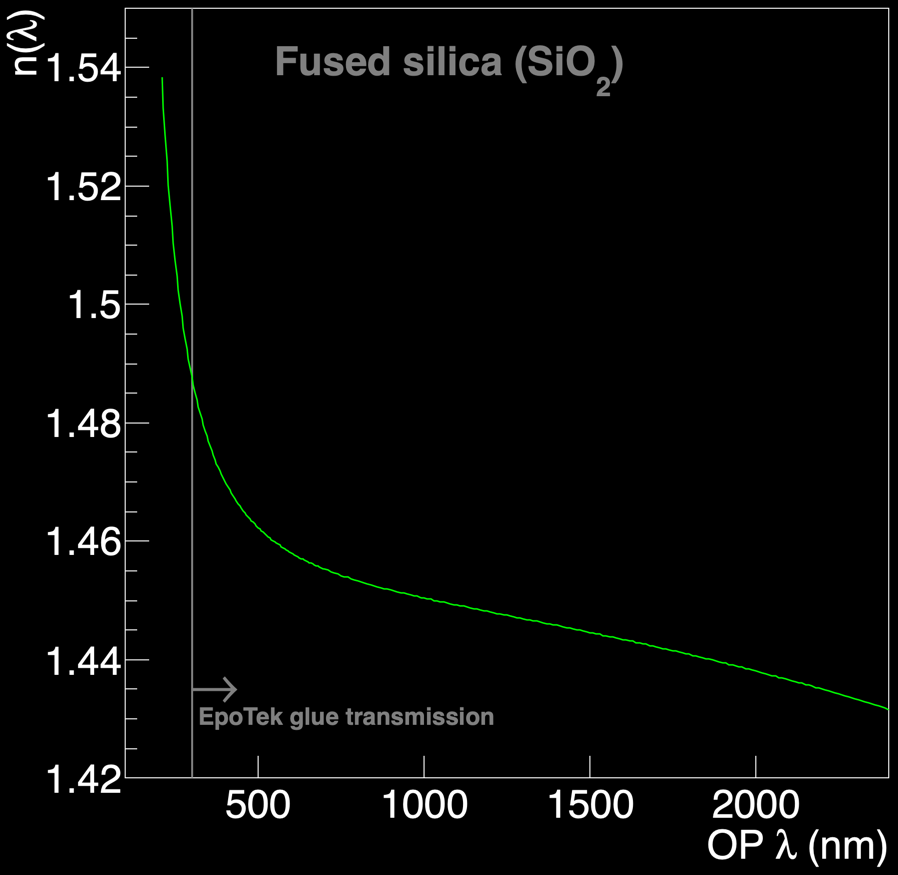 n(λ)
Fused silica (SiO2)
1.54
1.52
1.5
1.48
1.46
1.44
1.42
EpoTek glue transmission
500 1000 1500 2000
OP λ (nm)